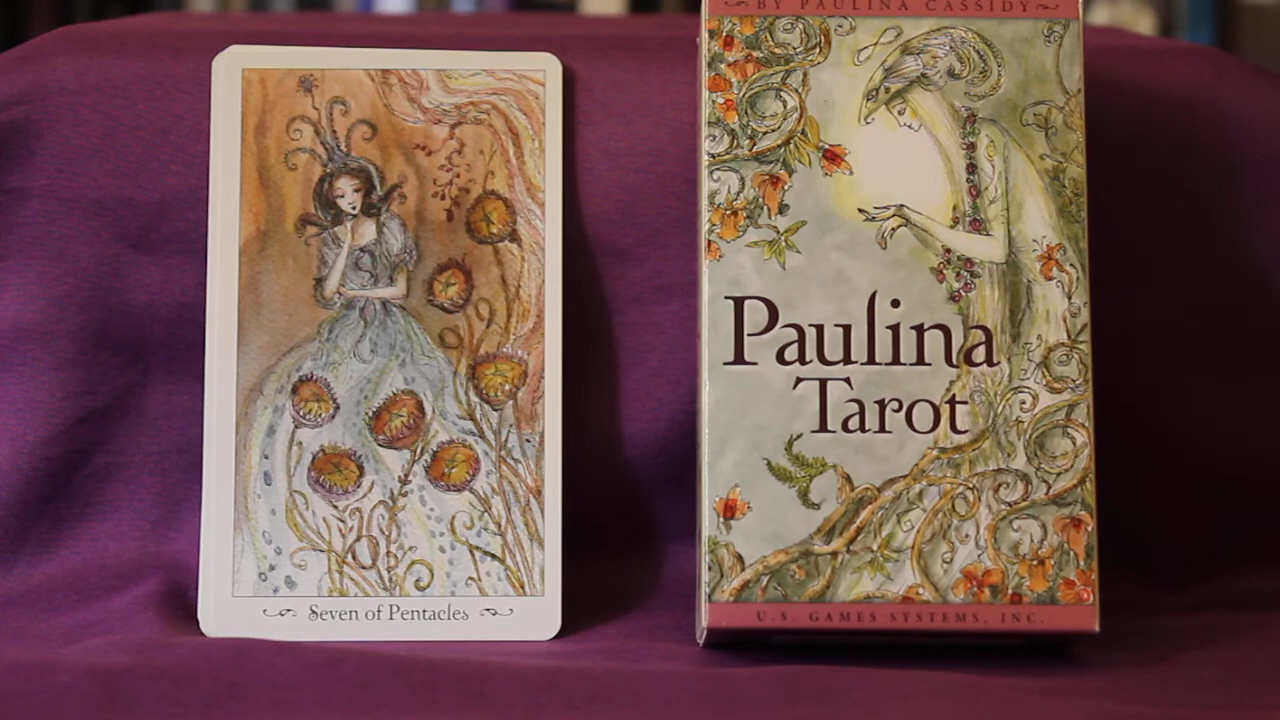 Seven of Pentacles
BY PAULINA CASSIDY
Paulina
Tarot
U.S. GAMES SYSTEMS, INC.